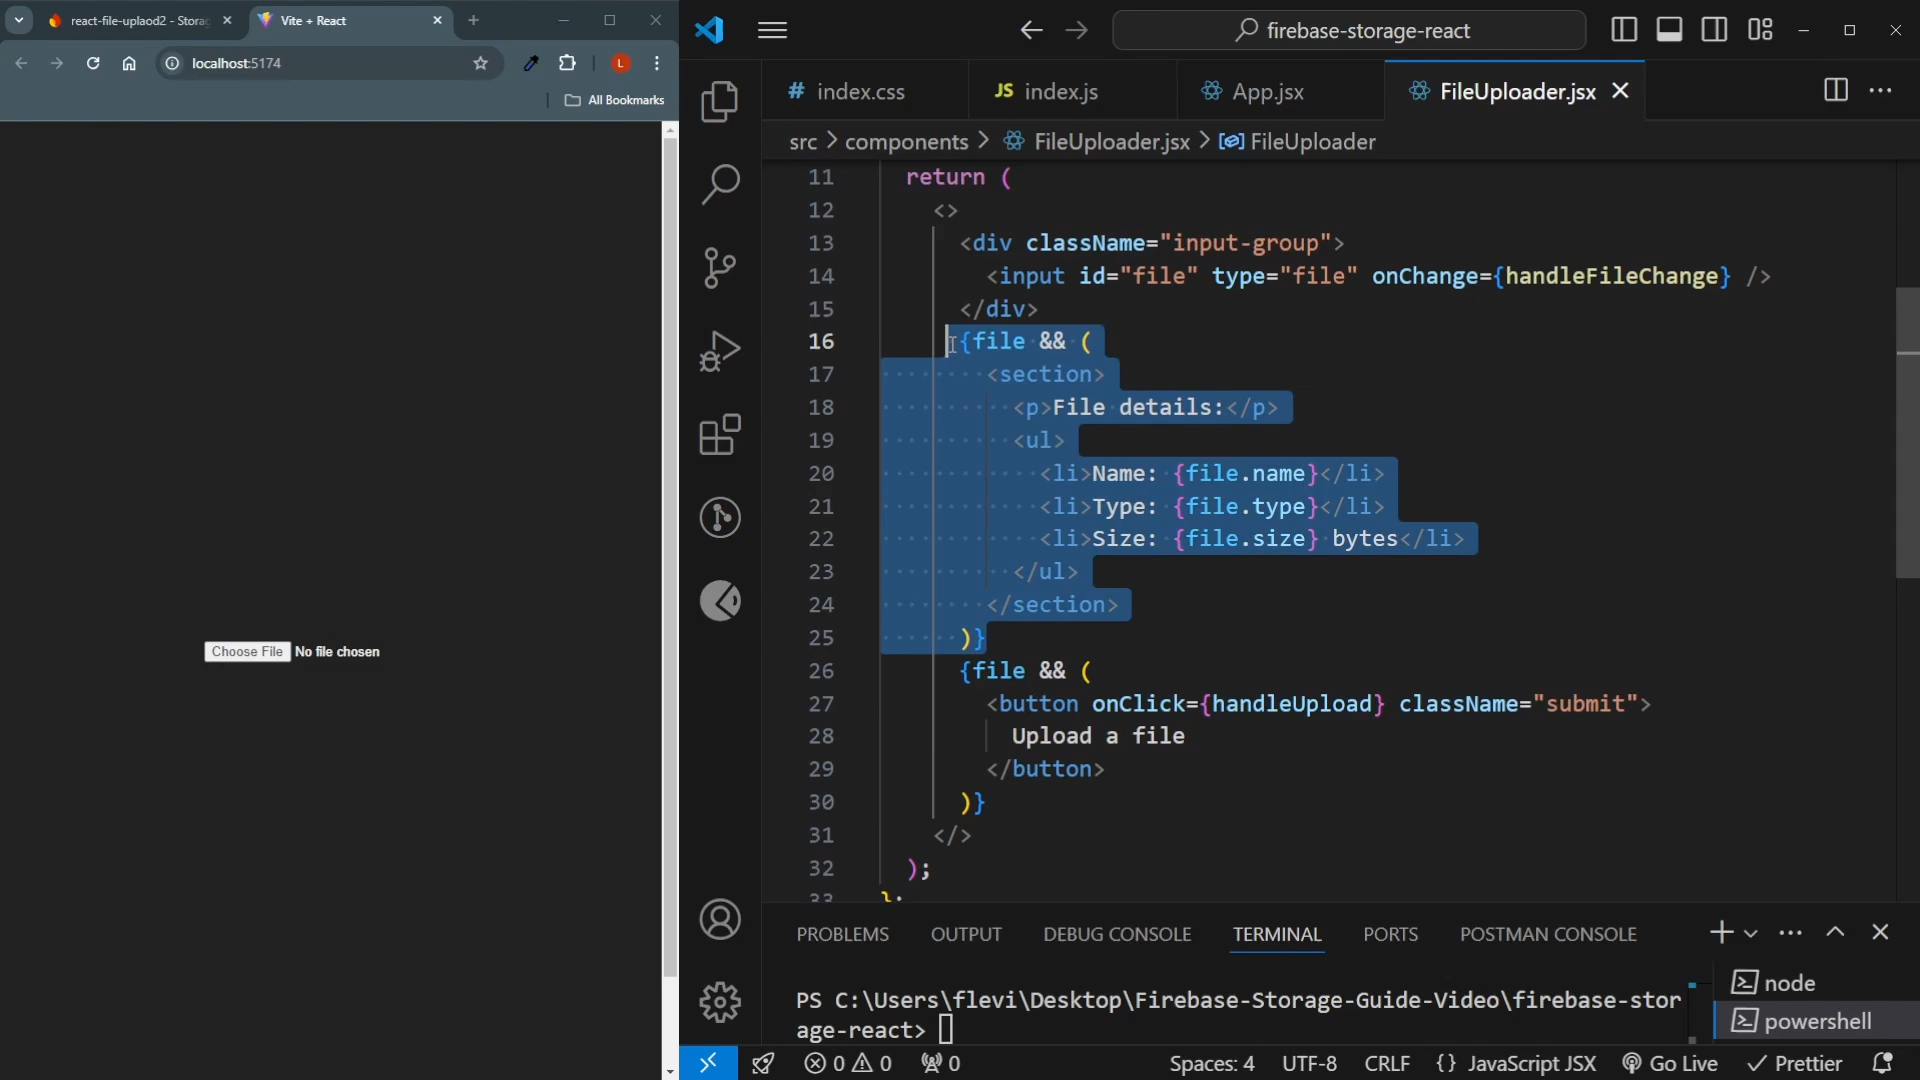 react-file-uplaod2 - Storag
Vite + React
localhost:5174
L
All Bookmarks
Choose File No file chosen
firebase-storage-react
# index.css
JS index.js
App.jsx
FileUploader.jsx
src > components > FileUploader.jsx > FileUploader
11 return (
12 <>
13 <div className="input-group">
14 <input id="file" type="file" onChange={handleFileChange} />
15 </div>
16 {file && (
17 <section>
18 <p>File details:</p>
19 <ul>
20 <li>Name: {file.name}</li>
21 <li>Type: {file.type}</li>
22 <li>Size: {file.size} bytes</li>
23 </ul>
24 </section>
25 )}
26 {file && (
27 <button onClick={handleUpload} className="submit">
28 Upload a file
29 </button>
30 )}
31 </>
32 );
33 };
PROBLEMS OUTPUT DEBUG CONSOLE TERMINAL PORTS POSTMAN CONSOLE
PS C:\Users\flevi\Desktop\Firebase-Storage-Guide-Video\firebase-stor
age-react>
node
powershell
0 0 0 Spaces: 4 UTF-8 CRLF {} JavaScript JSX Go Live Prettier